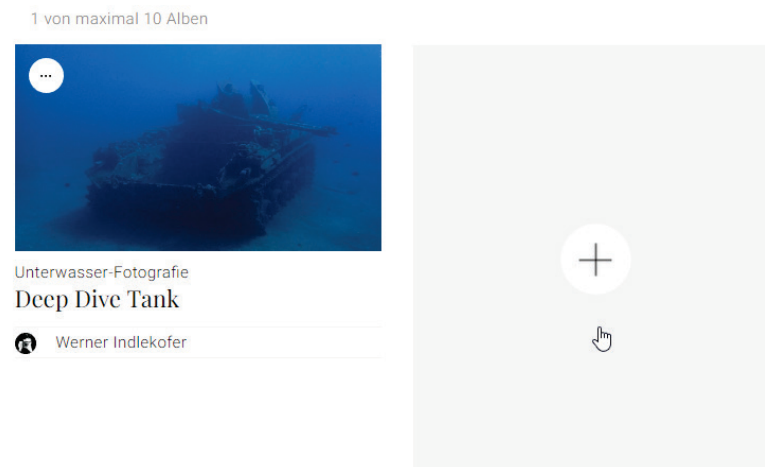 1 von maximal 10 Alben
Unterwasser-Fotografie
Deep Dive Tank
Werner Indlekofer